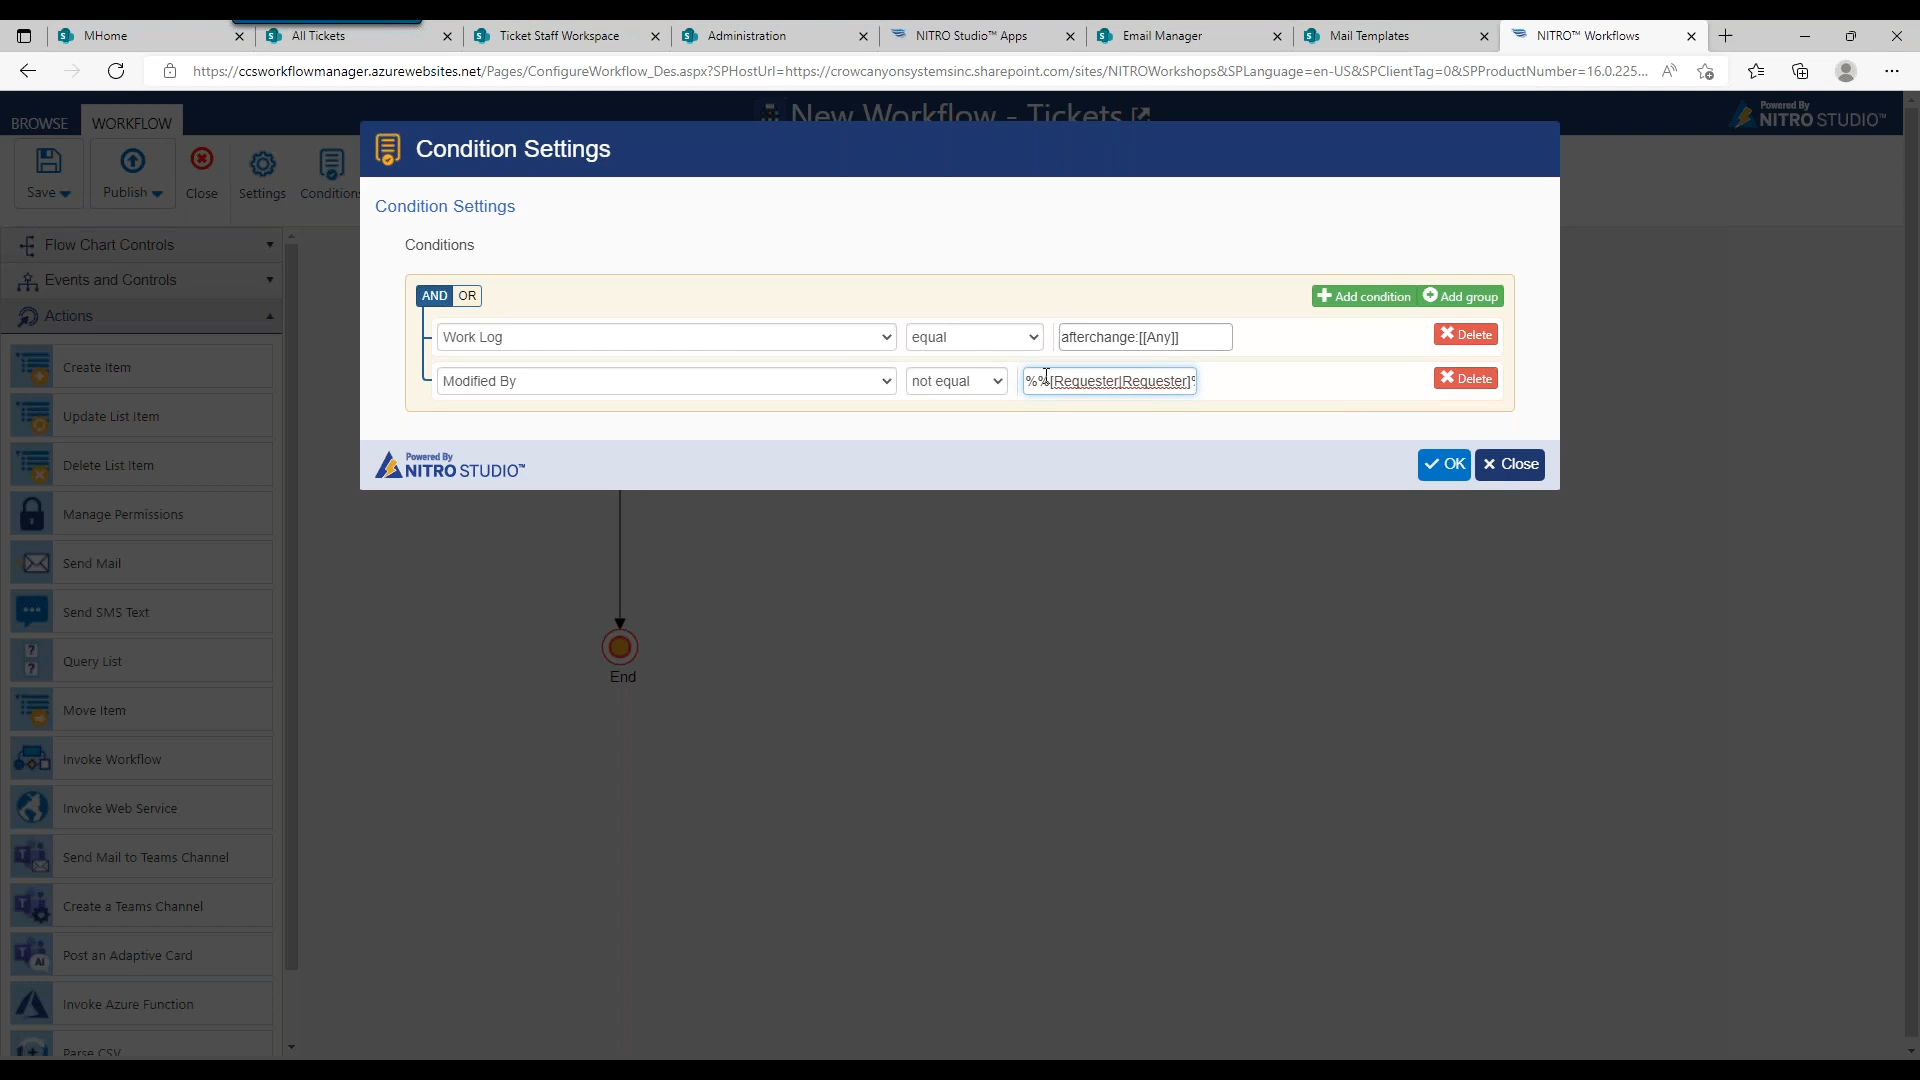 MHome
All Tickets
Ticket Staff Workspace
Administration
NITRO Studio™ Apps
Email Manager
Mail Templates
NITRO™ Workflows
https://ccsworkflowmanager.azurewebsites.net/Pages/ConfigureWorkflow_Des.aspx?SPHostUrl=https://crowcanyonsystemsinc.sharepoint.com/sites/NITROWorkshops&SPLanguage=en-US&SPClientTag=0&SPProductNumber=16.0.225...
BROWSE
WORKFLOW
New Workflow - Tickets
Powered By
NITRO STUDIO™
Save
Publish
Close
Settings
Conditions
Condition Settings
Condition Settings
Conditions
AND OR
Add condition
Add group
Work Log
equal
afterchange:[[Any]]
Delete
Modified By
not equal
%%[Requester|Requester]%
Delete
Powered By
NITRO STUDIO™
OK
Close
Flow Chart Controls
Events and Controls
Actions
Create Item
Update List Item
Delete List Item
Manage Permissions
Send Mail
Send SMS Text
Query List
Move Item
Invoke Workflow
Invoke Web Service
Send Mail to Teams Channel
Create a Teams Channel
Post an Adaptive Card
Invoke Azure Function
Parse CSV
End